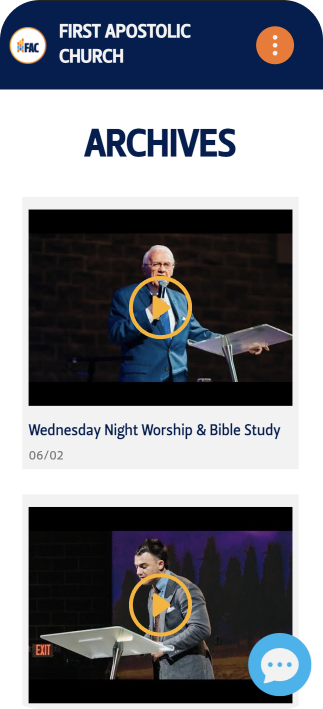 FAC
FIRST APOSTOLIC
CHURCH
ARCHIVES
Wednesday Night Worship & Bible Study
06/02
EXIT